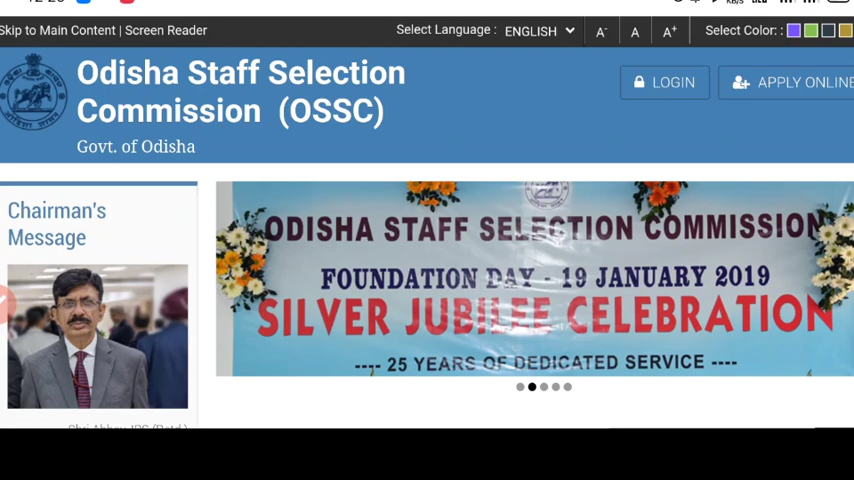 Skip to Main Content | Screen Reader
Select Language : ENGLISH
A- A A+
Select Color: :
Odisha Staff Selection
Commission (OSSC)
Govt. of Odisha
LOGIN
APPLY ONLINE
Chairman's
Message
ODISHA STAFF SELECTION COMMISSION
FOUNDATION DAY - 19 JANUARY 2019
SILVER JUBILEE CELEBRATION
---- 25 YEARS OF DEDICATED SERVICE ----